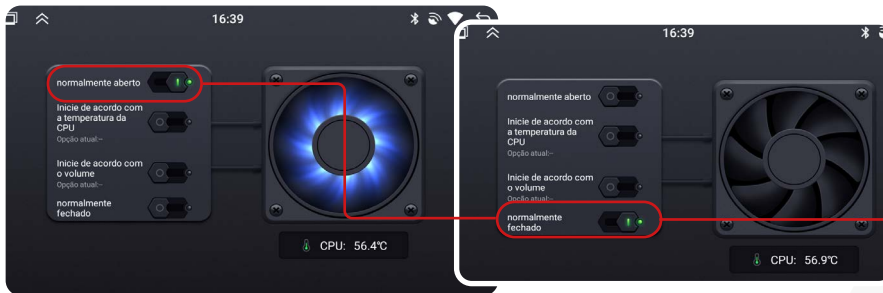 16:39
normalmente aberto
Inicie de acordo com
a temperatura da
CPU
Opção atual:--
Inicie de acordo com
o volume
Opção atual:--
normalmente
fechado
CPU: 56.4℃
16:39
normalmente aberto
Inicie de acordo com
a temperatura da
CPU
Opção atual:--
Inicie de acordo com
o volume
Opção atual:--
normalmente
fechado
CPU: 56.9℃